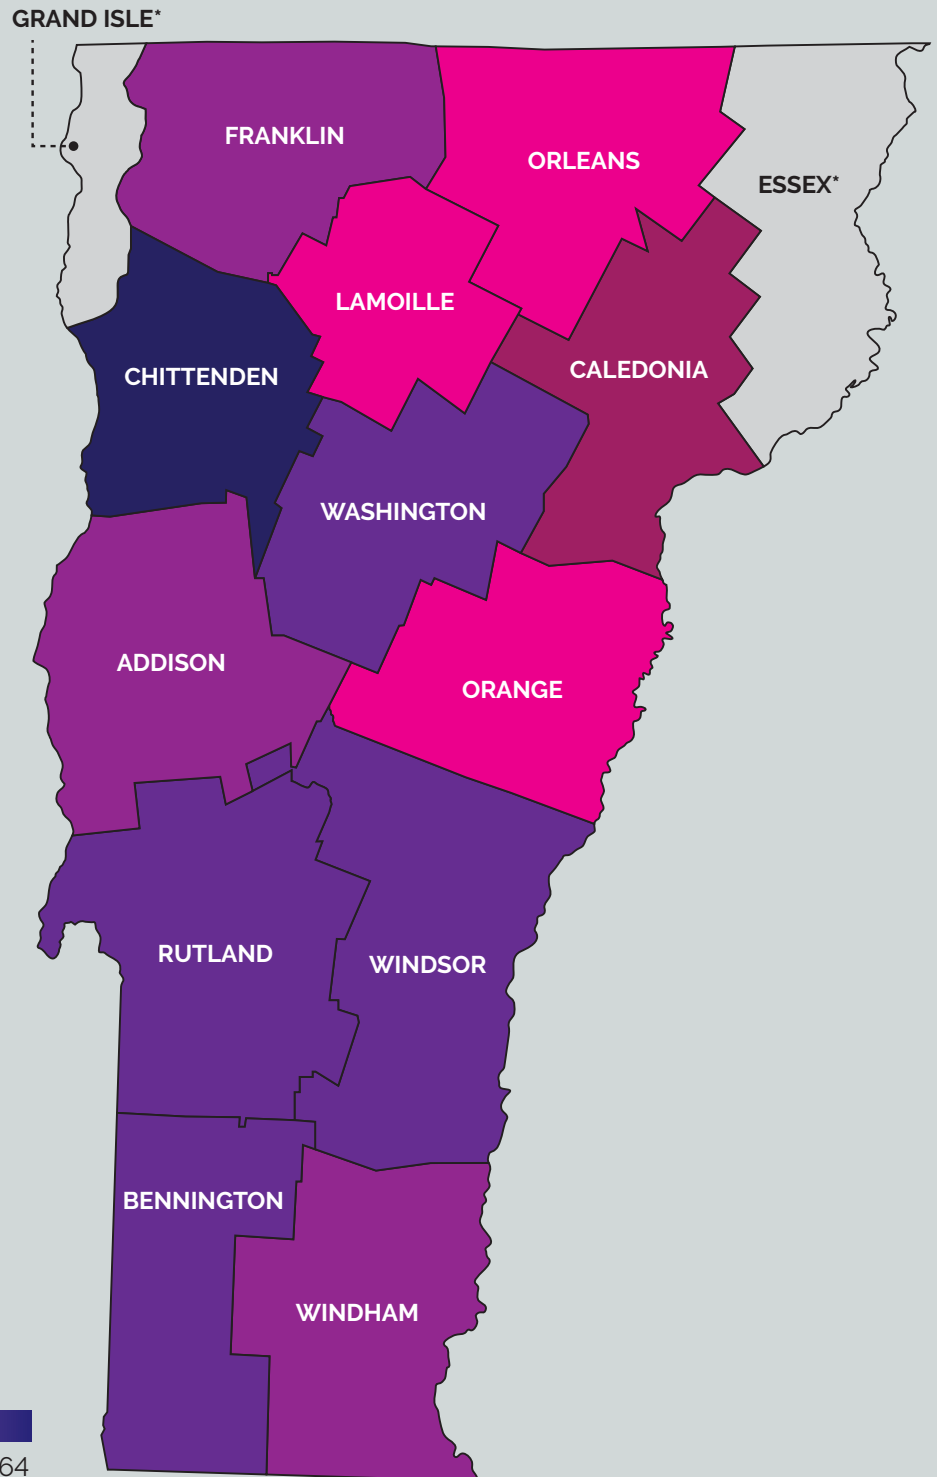 GRAND ISLE*
FRANKLIN
ORLEANS
ESSEX*
LAMOILLE
CALEDONIA
CHITTENDEN
WASHINGTON
ADDISON
ORANGE
RUTLAND
WINDSOR
BENNINGTON
WINDHAM
64